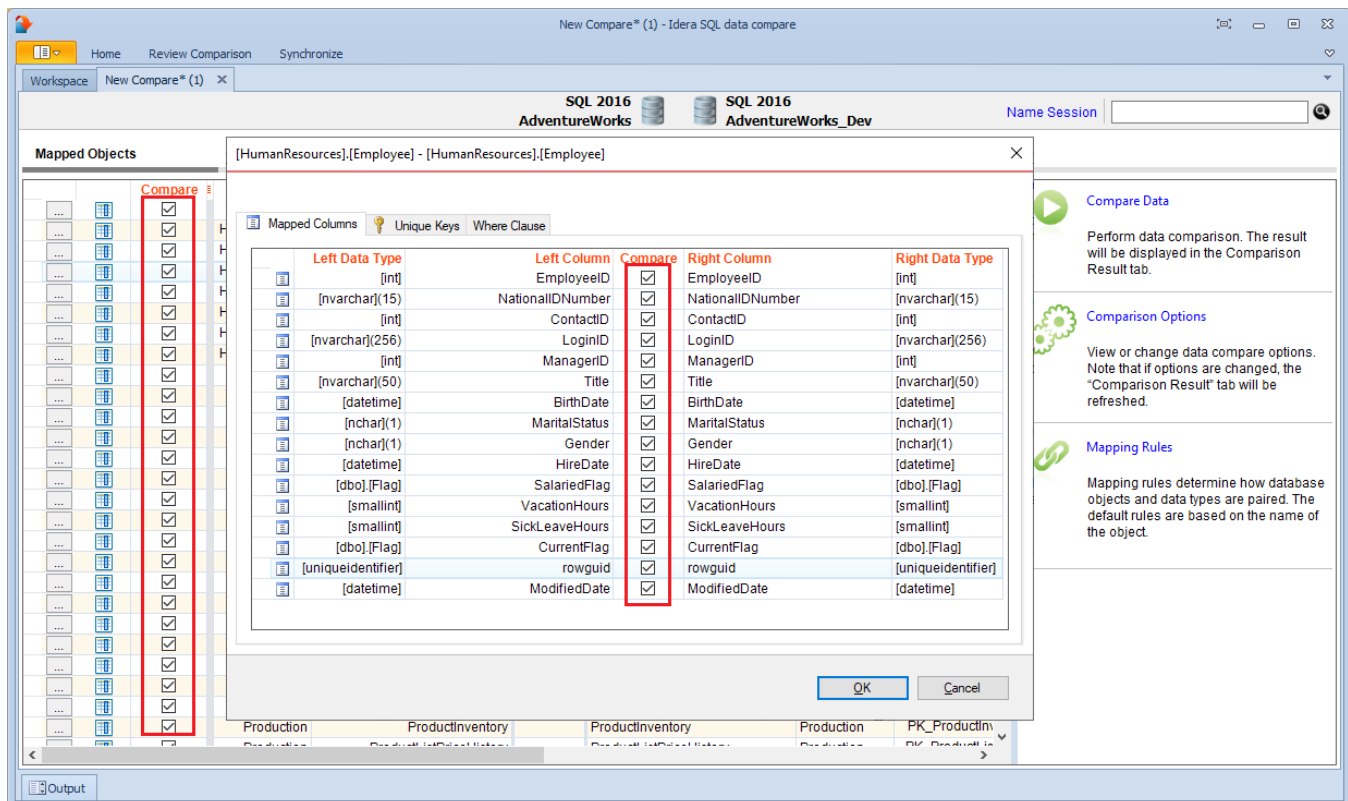 New Compare* (1) - Idera SQL data compare
Home Review Comparison Synchronize
Workspace New Compare* (1)
SQL 2016 SQL 2016
AdventureWorks AdventureWorks_Dev
Name Session
Mapped Objects
[HumanResources].[Employee] - [HumanResources].[Employee]
Compare
Mapped Columns Unique Keys Where Clause
Left Data Type Left Column Compare Right Column Right Data Type
[int] EmployeeID EmployeeID [int]
[nvarchar](15) NationalIDNumber NationalIDNumber [nvarchar](15)
[int] ContactID ContactID [int]
[nvarchar](256) LoginID LoginID [nvarchar](256)
[int] ManagerID ManagerID [int]
[nvarchar](50) Title Title [nvarchar](50)
[datetime] BirthDate BirthDate [datetime]
[nchar](1) MaritalStatus MaritalStatus [nchar](1)
[nchar](1) Gender Gender [nchar](1)
[datetime] HireDate HireDate [datetime]
[dbo].[Flag] SalariedFlag SalariedFlag [dbo].[Flag]
[smallint] VacationHours VacationHours [smallint]
[smallint] SickLeaveHours SickLeaveHours [smallint]
[dbo].[Flag] CurrentFlag CurrentFlag [dbo].[Flag]
[uniqueidentifier] rowguid rowguid [uniqueidentifier]
[datetime] ModifiedDate ModifiedDate [datetime]
OK Cancel
Production ProductInventory ProductInventory Production PK_ProductInv
Compare Data
Perform data comparison. The result
will be displayed in the Comparison
Result tab.
Comparison Options
View or change data compare options.
Note that if options are changed, the
“Comparison Result” tab will be
refreshed.
Mapping Rules
Mapping rules determine how database
objects and data types are paired. The
default rules are based on the name of
the object.
Output